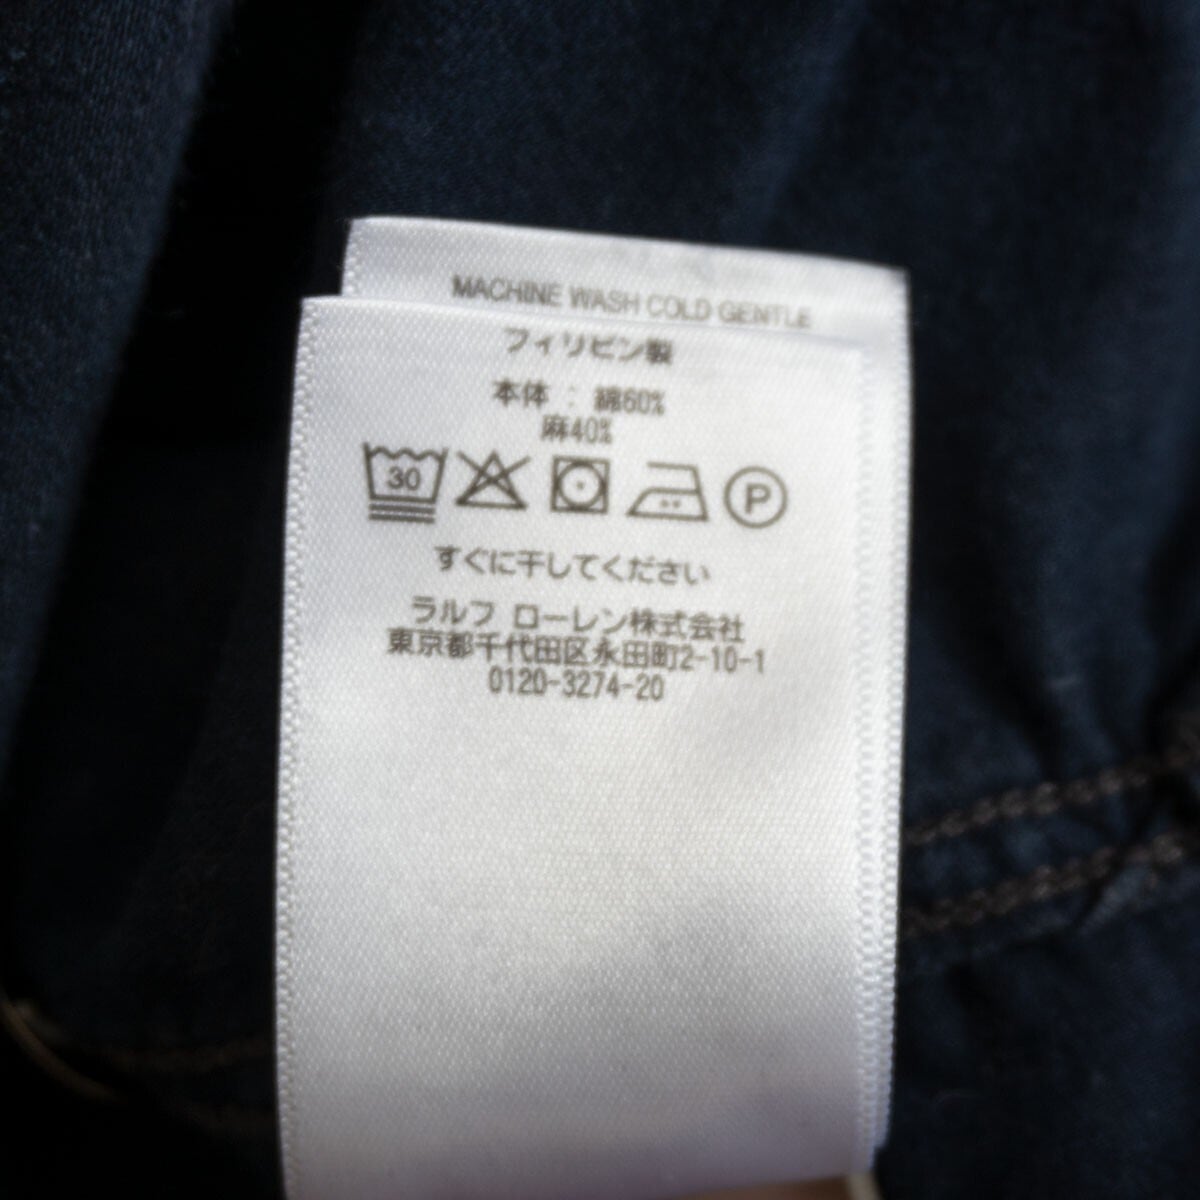 MACHINE WASH COLD GENTLE
フィリピン製
本体 : 綿60%
麻40%
30
P
すぐに干してください
ラルフ ローレン株式会社
東京都千代田区永田町2-10-1
0120-3274-20